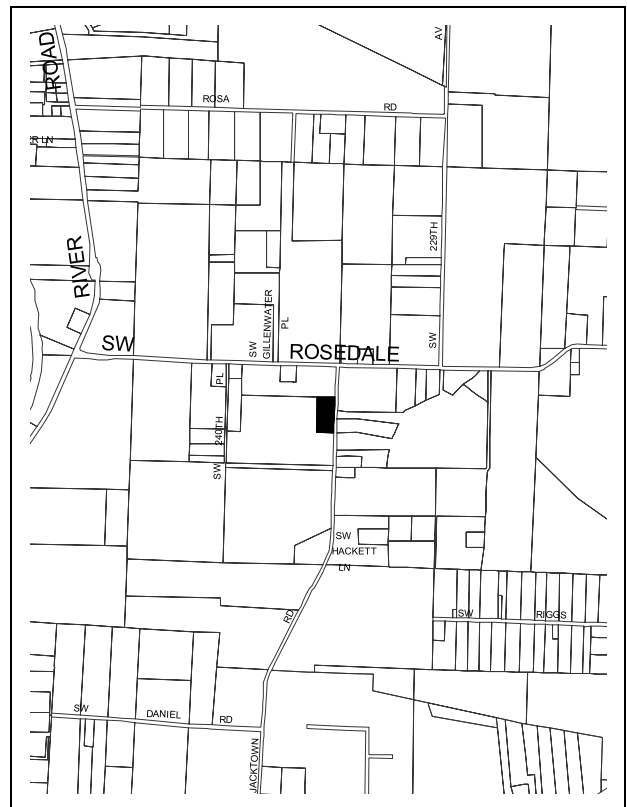 ROAD
AV
ROSA RD
R LN
RIVER
229TH
SW
GILLENWATER
PL
SW
SW ROSEDALE
SW
PL
240TH
SW
SW
HACKETT
LN
RD
SW RIGGS
SW DANIEL RD
JACKTOWN